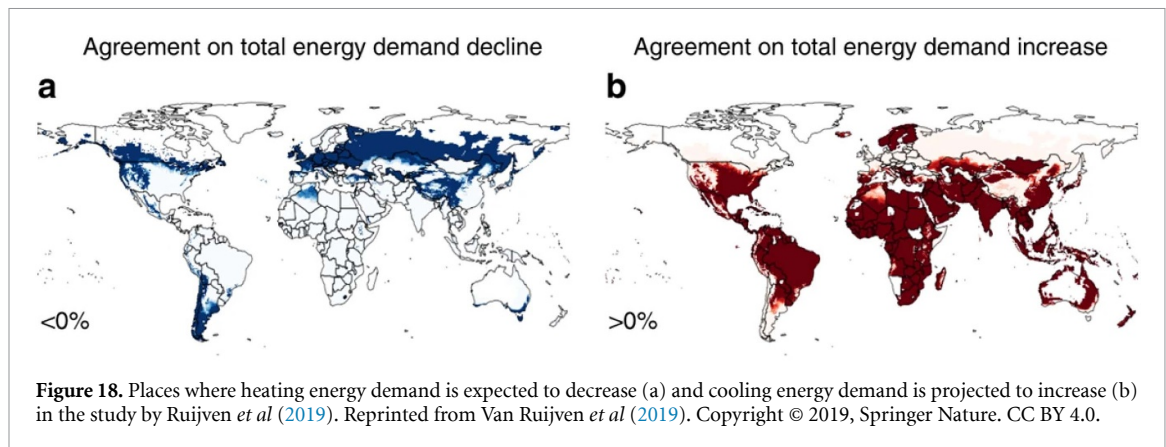 Agreement on total energy demand decline
Agreement on total energy demand increase
a
b
<0%
>0%
Figure 18. Places where heating energy demand is expected to decrease (a) and cooling energy demand is projected to increase (b)
in the study by Ruijven et al (2019). Reprinted from Van Ruijven et al (2019). Copyright © 2019, Springer Nature. CC BY 4.0.